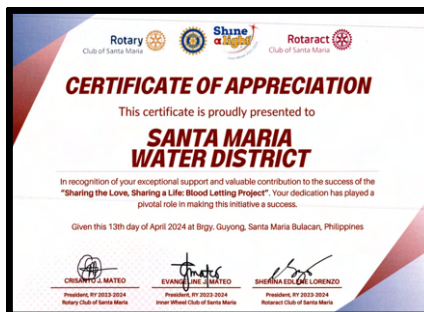 Rotary
Club of Santa Maria
Shine
a light
Rotaract
Club of Santa Maria
CERTIFICATE OF APPRECIATION
This certificate is proudly presented to
SANTA MARIA
WATER DISTRICT
In recognition of your exceptional support and valuable contribution to the success of the
"Sharing the Love, Sharing a Life: Blood Letting Project". Your dedication has played a
pivotal role in making this initiative a success.
Given this 13th day of April 2024 at Brgy. Guyong, Santa Maria Bulacan, Philippines
CRISANTO J. MATEO
EVANGELINE J. MATEO
SHERINA EDLENE LORENZO
President, RY 2023-2024
President, RY 2023-2024
President, RY 2023-2024
Rotary Club of Santa Maria
Inner Wheel Club of Santa Maria
Rotaract Club of Santa Maria